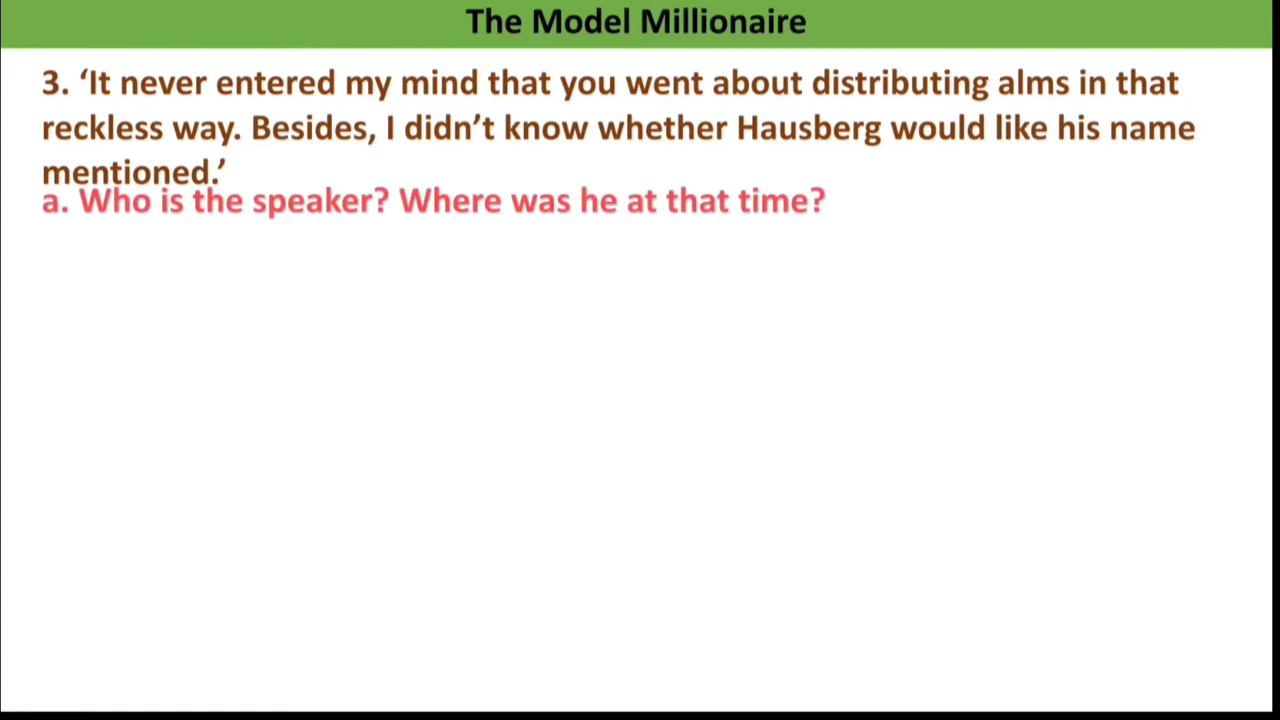 The Model Millionaire
3. ‘It never entered my mind that you went about distributing alms in that
reckless way. Besides, I didn’t know whether Hausberg would like his name
mentioned.’
a. Who is the speaker? Where was he at that time?